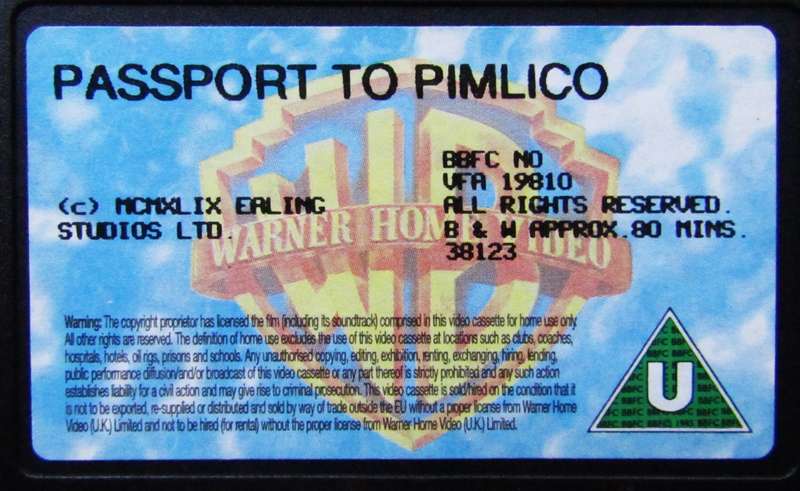 PASSPORT TO PIMLICO
BBFC NO
VFA 19810
(c) MCMXLIX EALING ALL RIGHTS RESERVED.
STUDIOS LTD. B & W APPROX.80 MINS.
38123
WARNER HOME VIDEO
Warning: The copyright proprietor has licensed the film (including its soundtrack) comprised in this video cassette for home use only.
All other rights are reserved. The definition of home use excludes the use of this video cassette at locations such as clubs, coaches,
hospitals, hotels, oil rigs, prisons and schools. Any unauthorised copying, editing, exhibition, renting, exchanging, hiring, lending,
public performance diffusion/and/or broadcast of this video cassette or any part thereof is strictly prohibited and any such action
establishes liability for a civil action and may give rise to criminal prosecution. This video cassette is sold/hired on the condition that it
is not to be exported, re-supplied or distributed and sold by way of trade outside the EU without a proper license from Warner Home
Video (U.K.) Limited and not to be hired (for rental) without the proper license from Warner Home Video (U.K.) Limited.
U